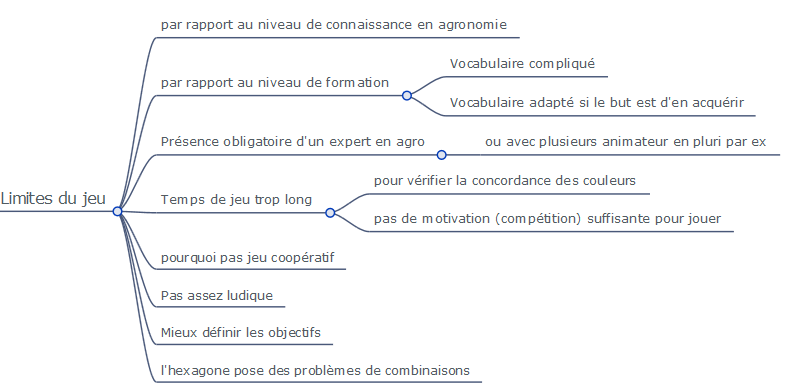 Limites du jeu
par rapport au niveau de connaissance en agronomie
par rapport au niveau de formation
Vocabulaire compliqué
Vocabulaire adapté si le but est d'en acquérir
Présence obligatoire d'un expert en agro
ou avec plusieurs animateur en pluri par ex
Temps de jeu trop long
pour vérifier la concordance des couleurs
pas de motivation (compétition) suffisante pour jouer
pourquoi pas jeu coopératif
Pas assez ludique
Mieux définir les objectifs
l'hexagone pose des problèmes de combinaisons